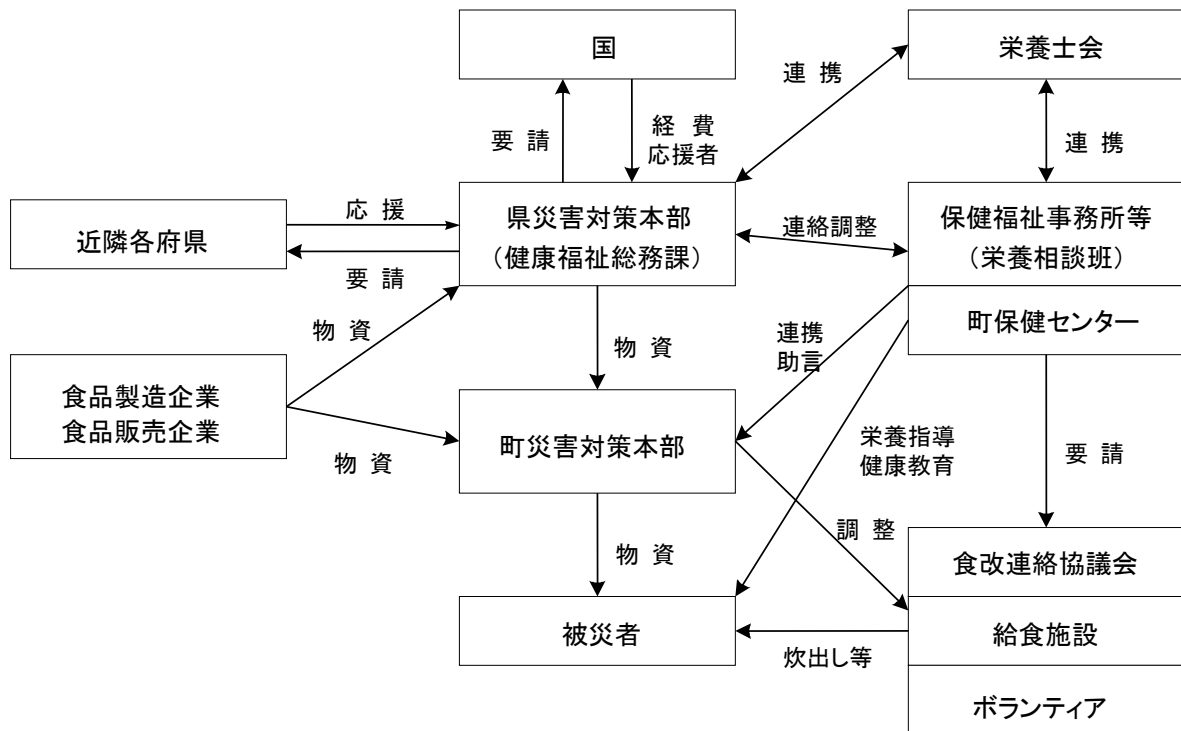 国
栄養士会
連 携
要 請
経 費
応援者
連 携
近隣各府県
応 援
要 請
県災害対策本部
（健康福祉総務課）
連絡調整
保健福祉事務所等
（栄養相談班）
町保健センター
物 資
物 資
連携
助言
食品製造企業
食品販売企業
物 資
町災害対策本部
栄養指導
健康教育
要 請
物 資
調 整
食改連絡協議会
被災者
炊出し等
給食施設
ボランティア